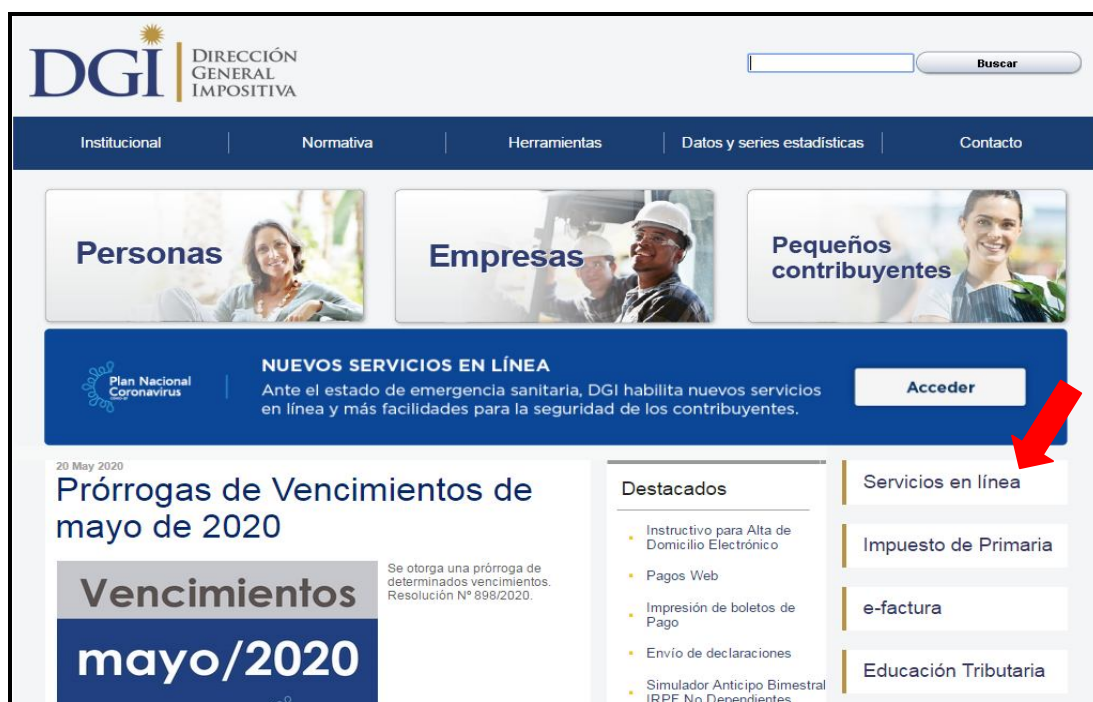 DGI
DIRECCIÓN
GENERAL
IMPOSITIVA
Buscar
Institucional
Normativa
Herramientas
Datos y series estadísticas
Contacto
Personas
Empresas
Pequeños
contribuyentes
Plan Nacional
Coronavirus
NUEVOS SERVICIOS EN LÍNEA
Ante el estado de emergencia sanitaria, DGI habilita nuevos servicios
en línea y más facilidades para la seguridad de los contribuyentes.
Acceder
20 May 2020
Prórrogas de Vencimientos de
mayo de 2020
Vencimientos
mayo/2020
Se otorga una prórroga de
determinados vencimientos.
Resolución Nº 898/2020.
Destacados
Instructivo para Alta de
Domicilio Electrónico
Pagos Web
Impresión de boletos de
Pago
Envío de declaraciones
Simulador Anticipo Bimestral
IRPF No Dependientes
Servicios en línea
Impuesto de Primaria
e-factura
Educación Tributaria